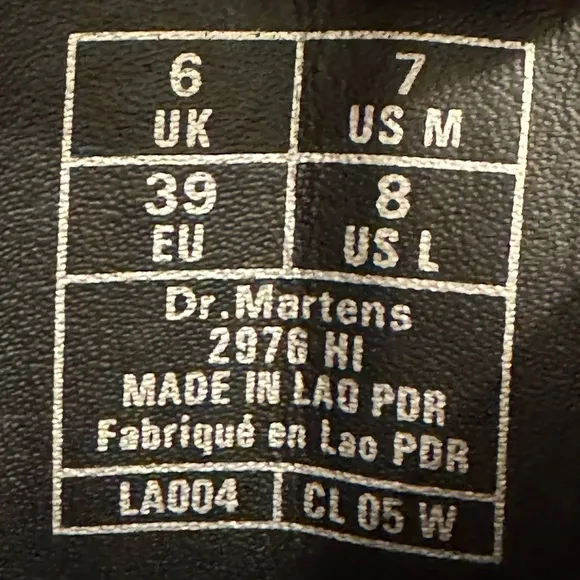 6 7
UK US M
39 8
EU US L
Dr.Martens
2976 HI
MADE IN LAO PDR
Fabriqué en Lao PDR
LA004 CL 05 W